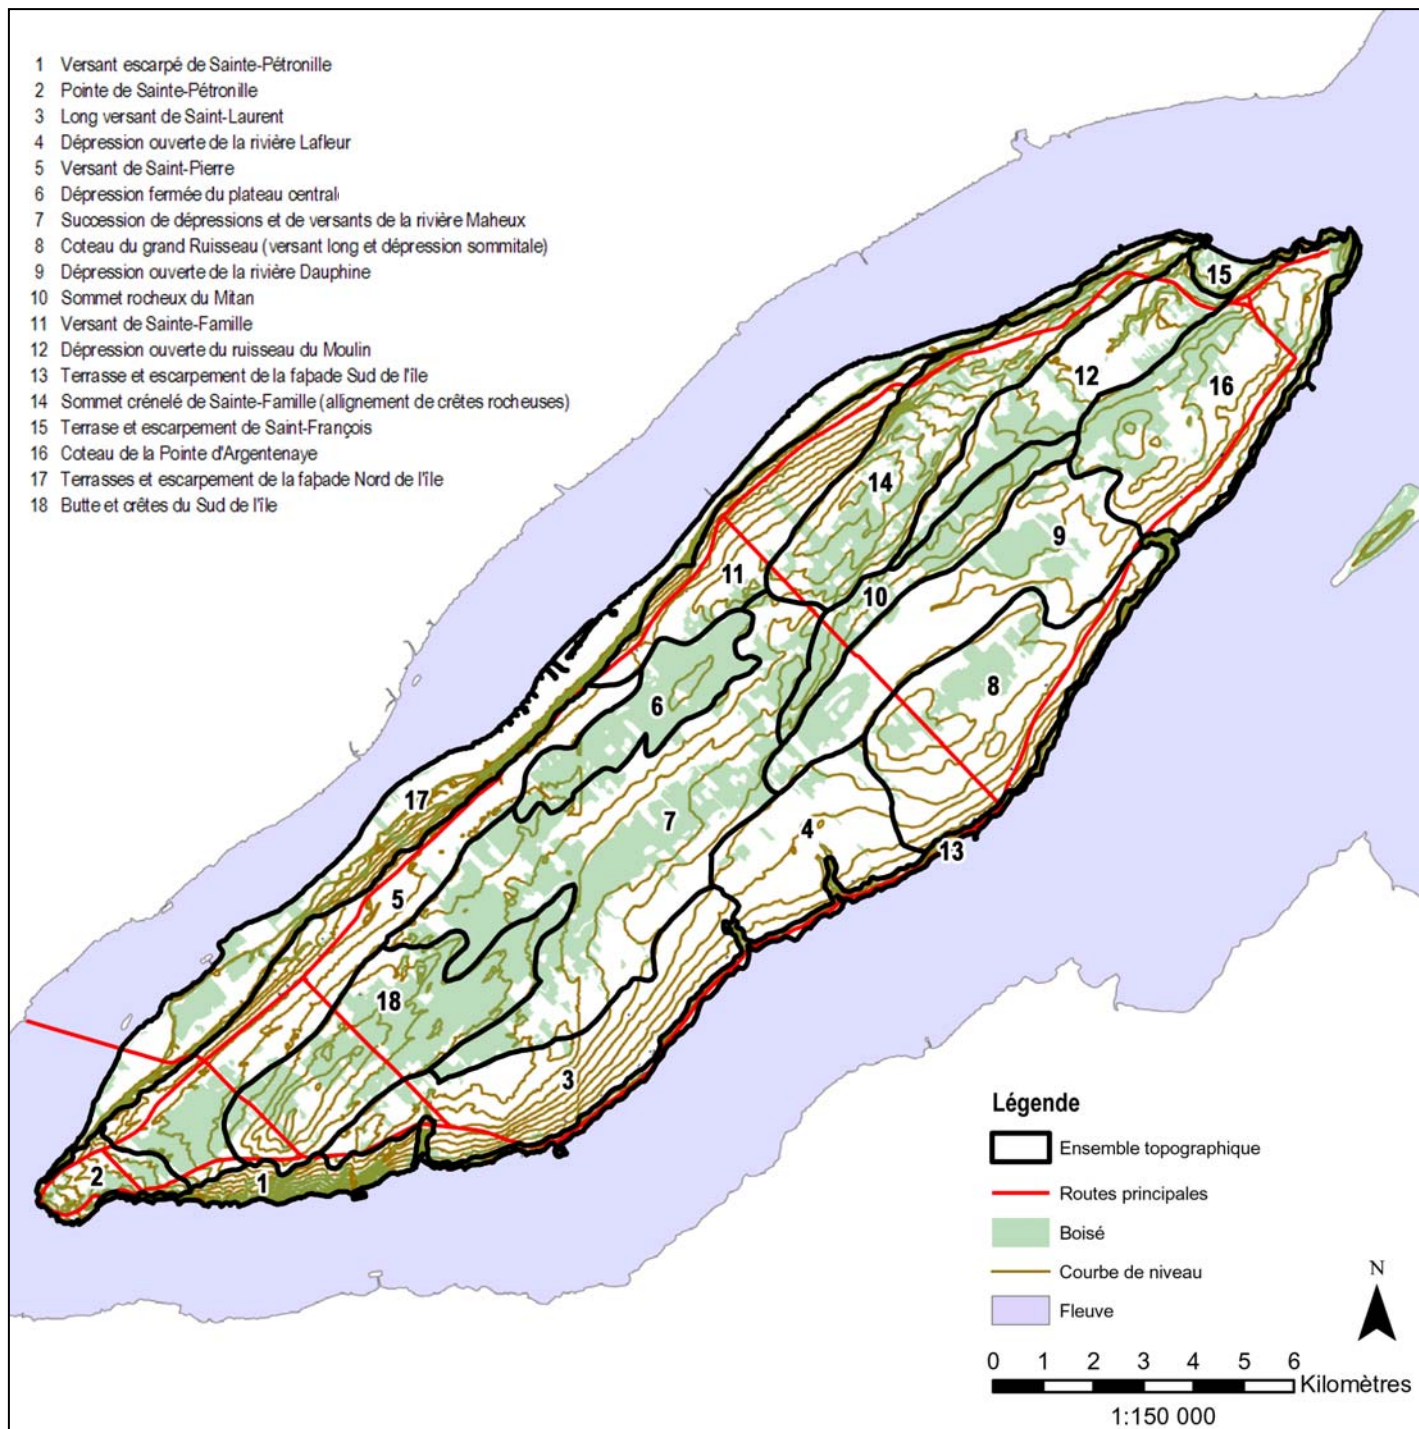 1 Versant escarpé de Sainte-Pétronille
2 Pointe de Sainte-Pétronille
3 Long versant de Saint-Laurent
4 Dépression ouverte de la rivière Lafleur
5 Versant de Saint-Pierre
6 Dépression fermée du plateau central
7 Succession de dépressions et de versants de la rivière Maheux
8 Coteau du grand Ruisseau (versant long et dépression sommitale)
9 Dépression ouverte de la rivière Dauphine
10 Sommet rocheux du Mitan
11 Versant de Sainte-Famille
12 Dépression ouverte du ruisseau du Moulin
13 Terrasse et escarpement de la faþade Sud de l'île
14 Sommet crénelé de Sainte-Famille (allignement de crêtes rocheuses)
15 Terrase et escarpement de Saint-François
16 Coteau de la Pointe d'Argentenaye
17 Terrasses et escarpement de la faþade Nord de l'île
18 Butte et crêtes du Sud de l'île
15
12
16
14
9
11
10
6
8
17
7
4
13
5
18
3
2
1
Légende
Ensemble topographique
Routes principales
Boisé
Courbe de niveau
Fleuve
N
0 1 2 3 4 5 6
Kilomètres
1:150 000